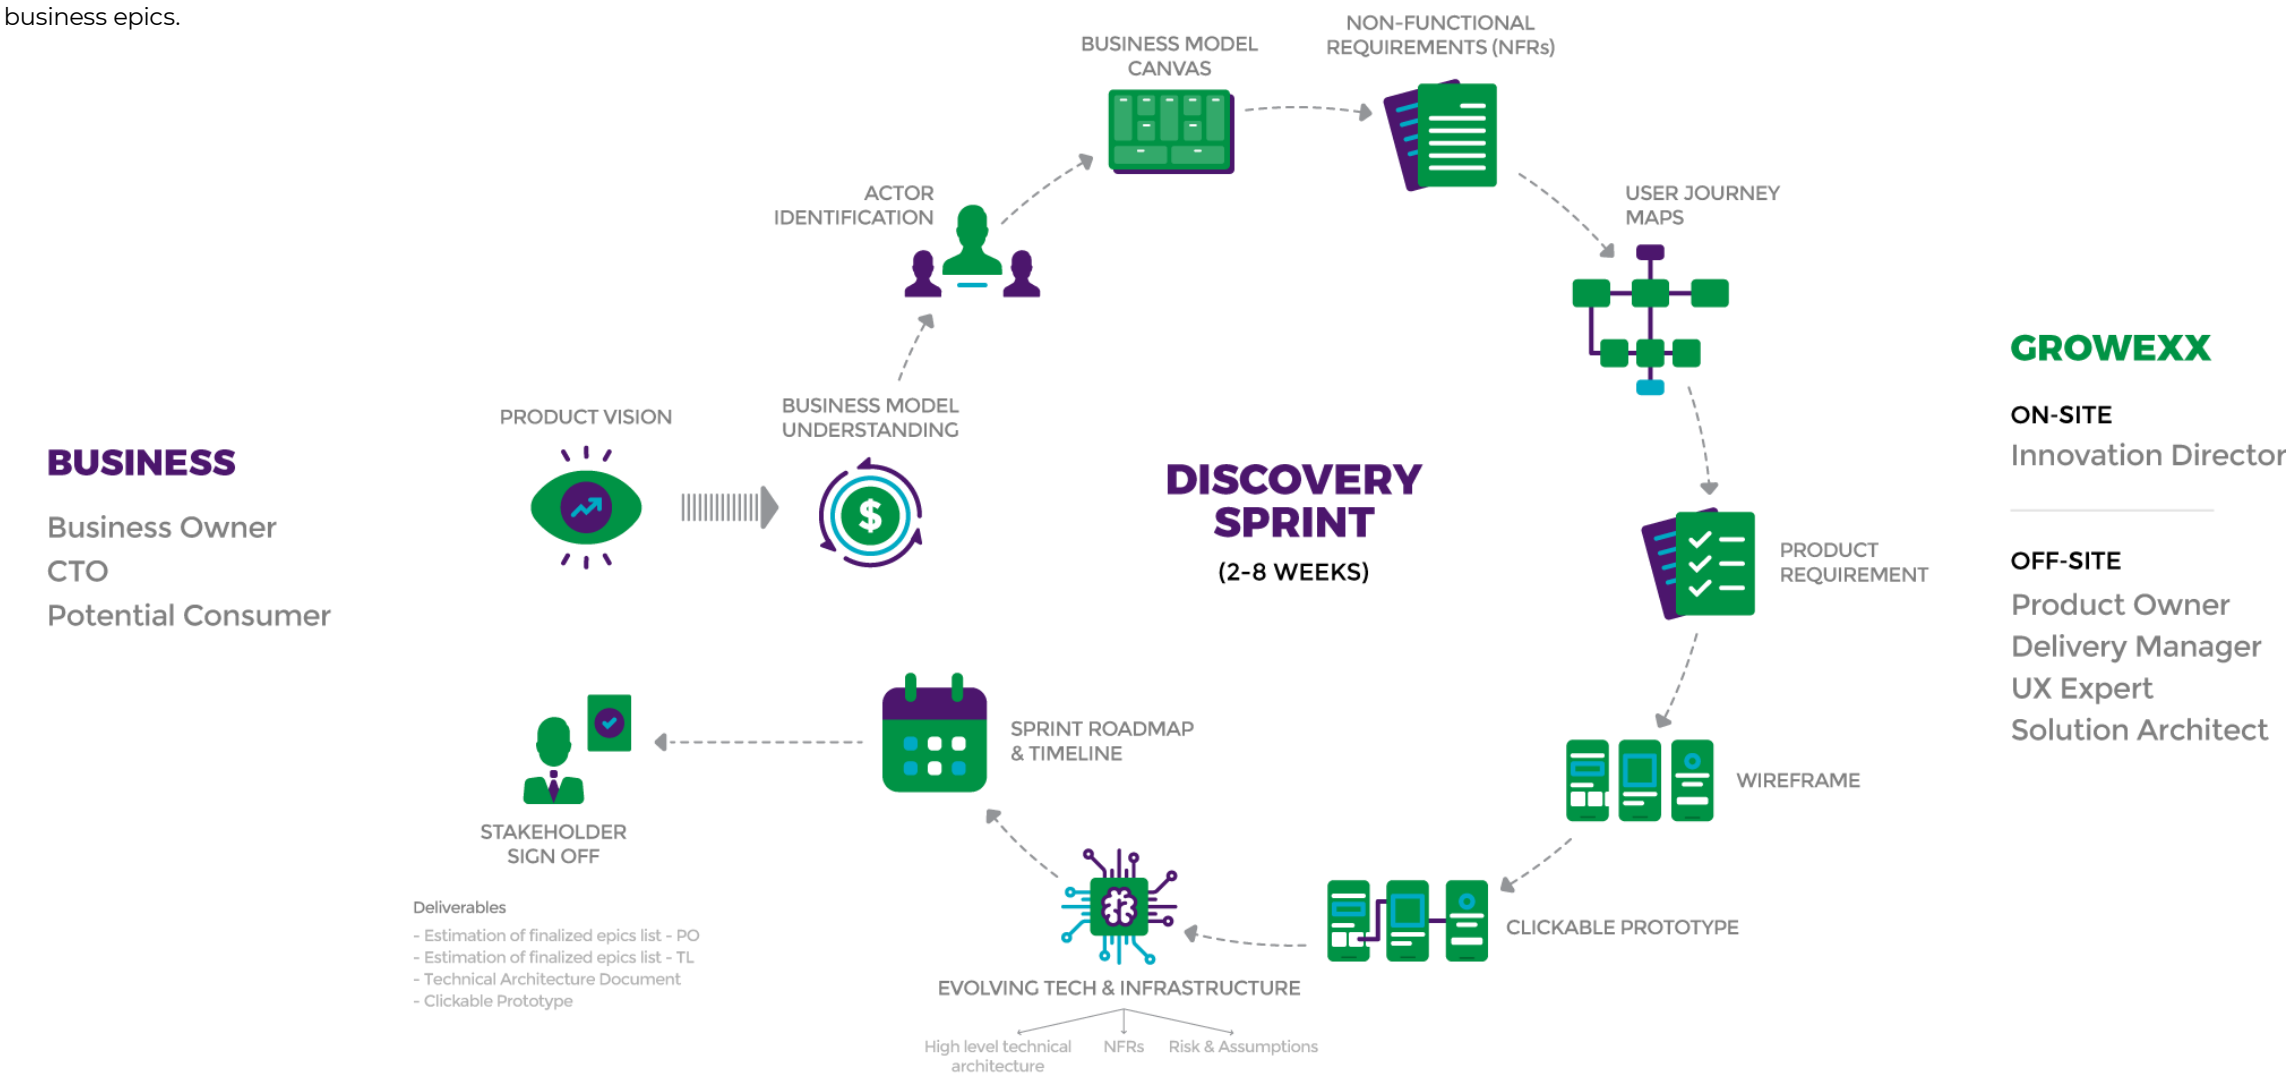 business epics.
BUSINESS MODEL
CANVAS
NON-FUNCTIONAL
REQUIREMENTS (NFRs)
ACTOR
IDENTIFICATION
USER JOURNEY
MAPS
PRODUCT VISION
BUSINESS MODEL
UNDERSTANDING
BUSINESS
Business Owner
CTO
Potential Consumer
$
DISCOVERY
SPRINT
(2-8 WEEKS)
GROWEXX
ON-SITE
Innovation Director
OFF-SITE
Product Owner
Delivery Manager
UX Expert
Solution Architect
PRODUCT
REQUIREMENT
WIREFRAME
CLICKABLE PROTOTYPE
EVOLVING TECH & INFRASTRUCTURE
High level technical
architecture
NFRs
Risk & Assumptions
SPRINT ROADMAP
& TIMELINE
STAKEHOLDER
SIGN OFF
Deliverables
- Estimation of finalized epics list - PO
- Estimation of finalized epics list - TL
- Technical Architecture Document
- Clickable Prototype